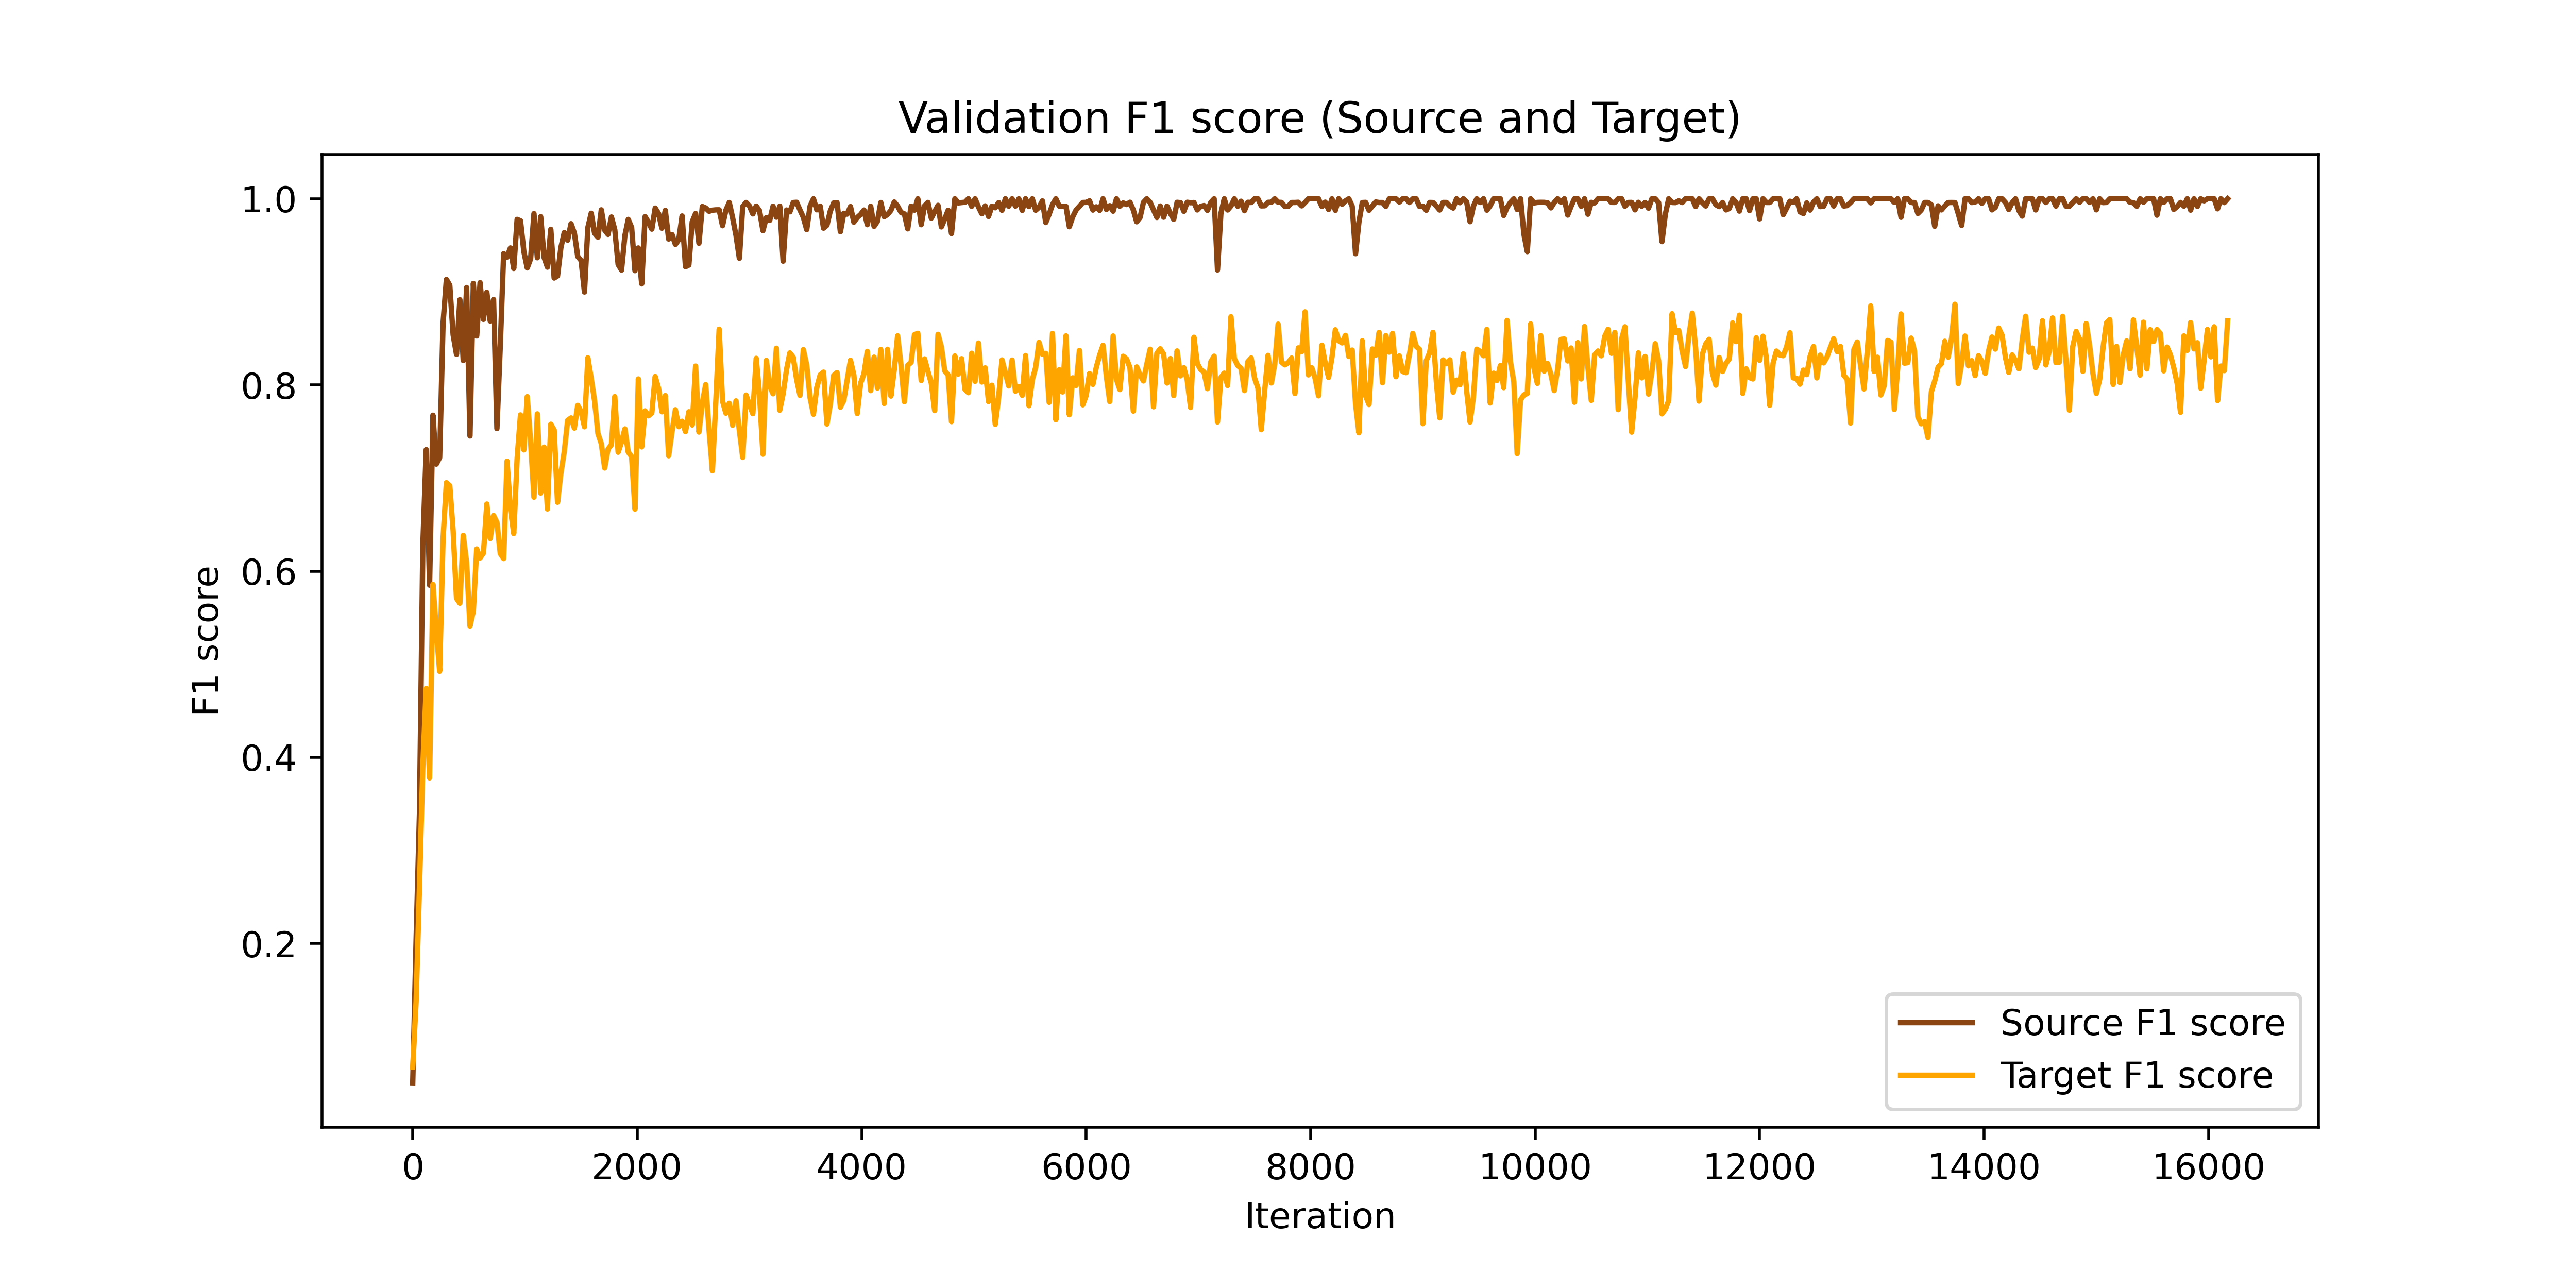 Validation F1 score (Source and Target)
1.0
0.8
0.6
0.4
0.2
F1 score
0 2000 4000 6000 8000 10000 12000 14000 16000
Iteration
Source F1 score
Target F1 score